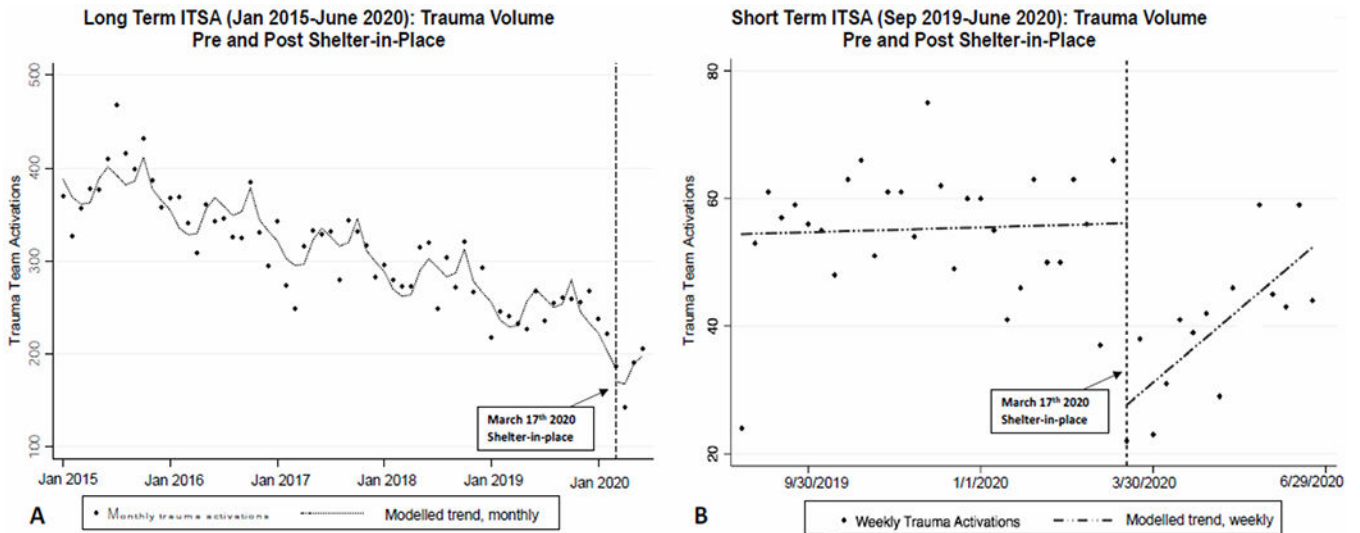 Long Term ITSA (Jan 2015-June 2020): Trauma Volume
Pre and Post Shelter-in-Place
Trauma Team Activations
500
400
300
200
100
March 17th 2020
Shelter-in-place
Jan 2015
Jan 2016
Jan 2017
Jan 2018
Jan 2019
Jan 2020
A
Monthly trauma activations
Modelled trend, monthly
Short Term ITSA (Sep 2019-June 2020): Trauma Volume
Pre and Post Shelter-in-Place
Trauma Team Activations
80
60
40
20
March 17th 2020
Shelter-in-place
9/30/2019
1/1/2020
3/30/2020
6/29/2020
B
Weekly Trauma Activations
Modelled trend, weekly